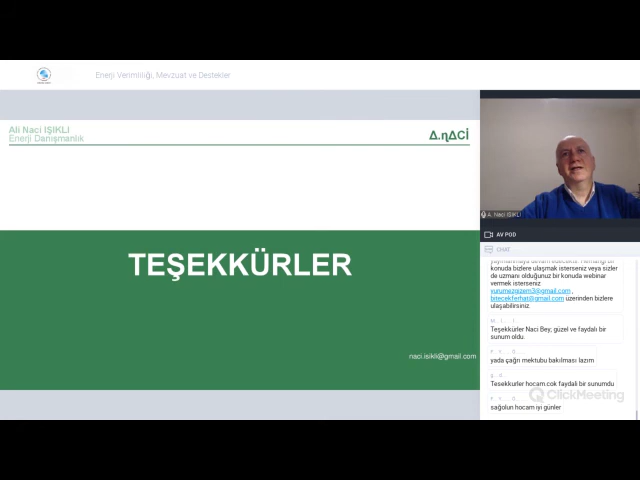 Enerji Verimliliği, Mevzuat ve Destekler
Ali Naci IŞIKLI
Enerji Danışmanlık
TEŞEKKÜRLER
naci.isikli@gmail.com
A. Naci IŞIKLI
AV POD
CHAT
konuda bizlere ulaşmak isterseniz veya sizler
de uzmanı olduğunuz bir konuda webinar
vermek isterseniz
yurumezgizem3@gmail.com ,
bitecekferhat@gmail.com üzerinden bizlere
ulaşabilirsiniz.
Teşekkürler Naci Bey, güzel ve faydalı bir
sunum oldu.
yada çağrı mektubu bakılması lazım
Tesekkurler hocam.cok faydali bir sunumdu
ClickMeeting
sağolun hocam iyi günler